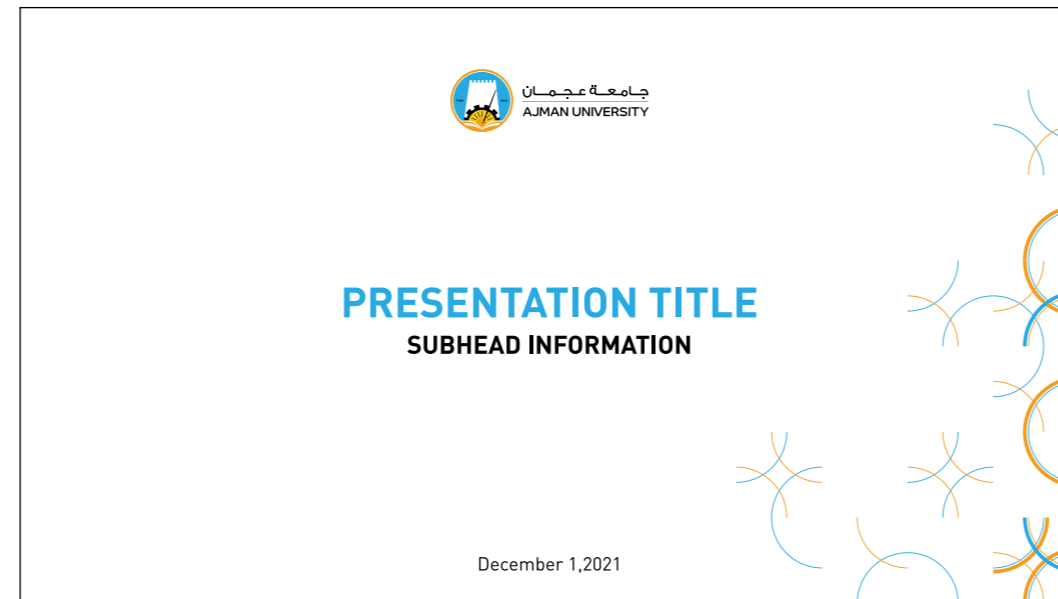 جامعة عجمان
AJMAN UNIVERSITY
PRESENTATION TITLE
SUBHEAD INFORMATION
December 1,2021